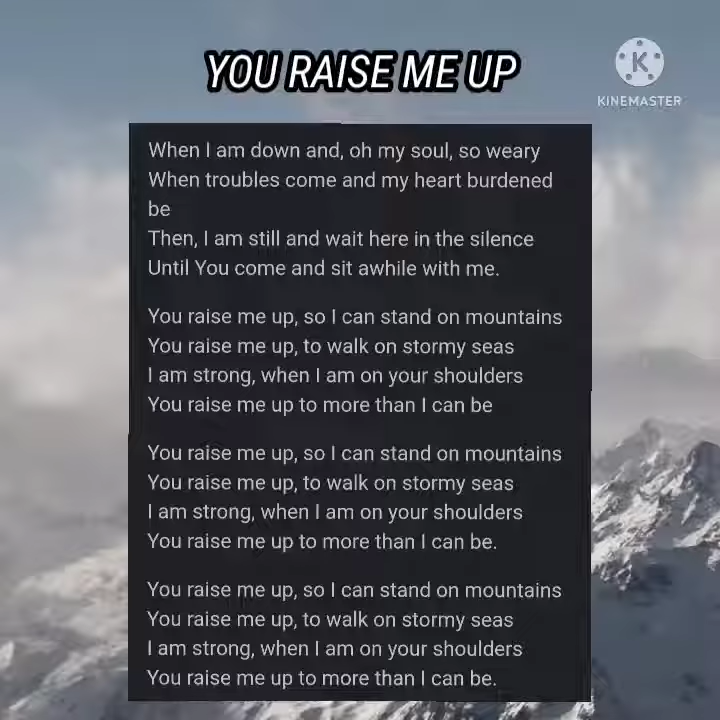 YOU RAISE ME UP
K
KINEMASTER
When I am down and, oh my soul, so weary
When troubles come and my heart burdened
be
Then, I am still and wait here in the silence
Until You come and sit awhile with me.
You raise me up, so I can stand on mountains
You raise me up, to walk on stormy seas
I am strong, when I am on your shoulders
You raise me up to more than I can be
You raise me up, so I can stand on mountains
You raise me up, to walk on stormy seas
I am strong, when I am on your shoulders
You raise me up to more than I can be.
You raise me up, so I can stand on mountains
You raise me up, to walk on stormy seas
I am strong, when I am on your shoulders
You raise me up to more than I can be.